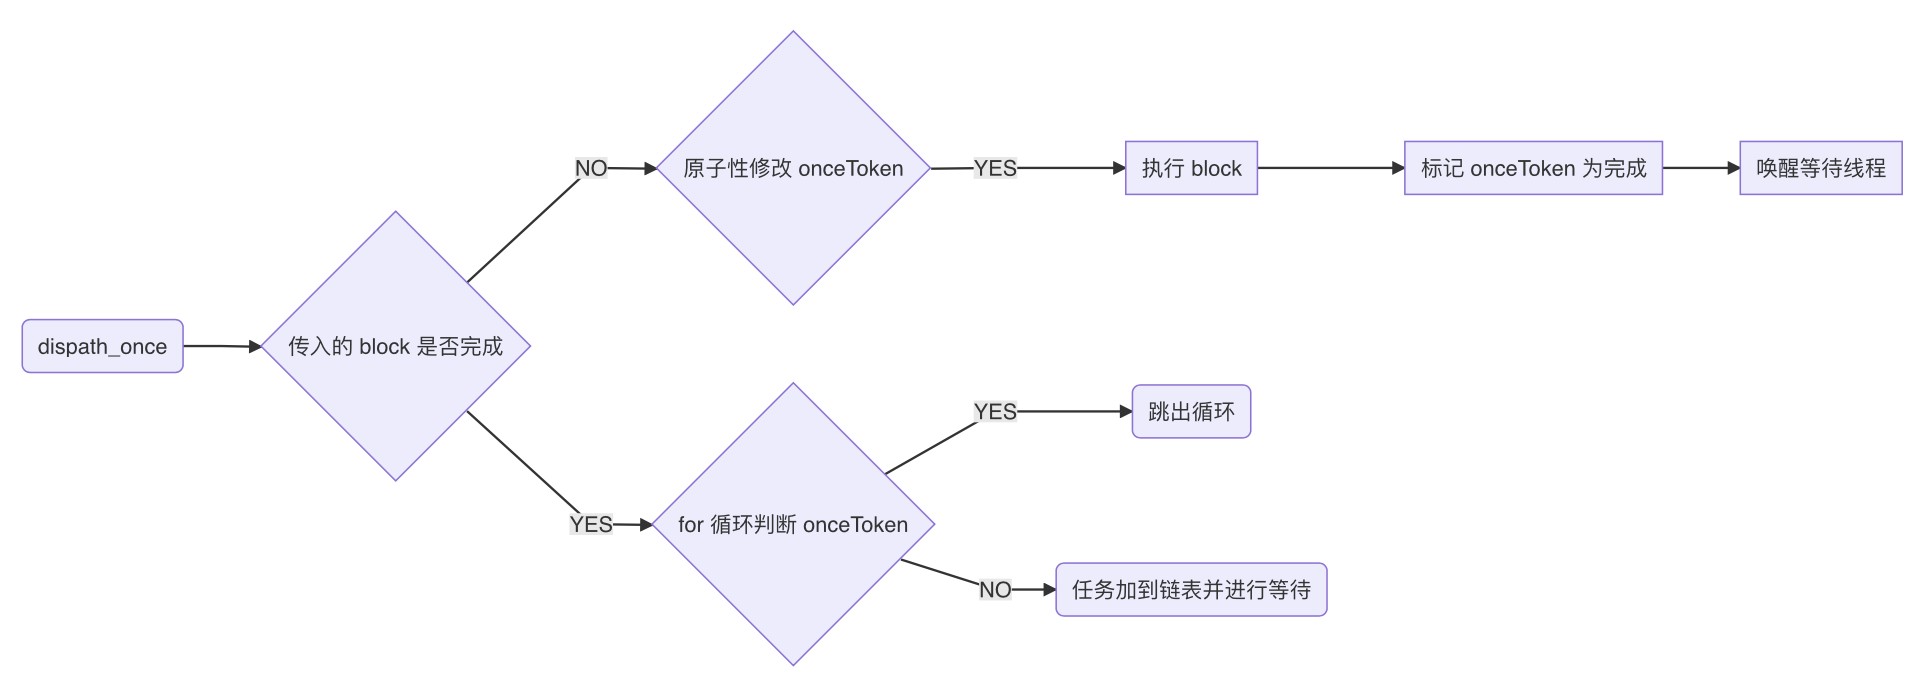 dispath_once
传入的 block 是否完成
NO
原子性修改 onceToken
YES
执行 block
标记 onceToken 为完成
唤醒等待线程
YES
for 循环判断 onceToken
YES
跳出循环
NO
任务加到链表并进行等待